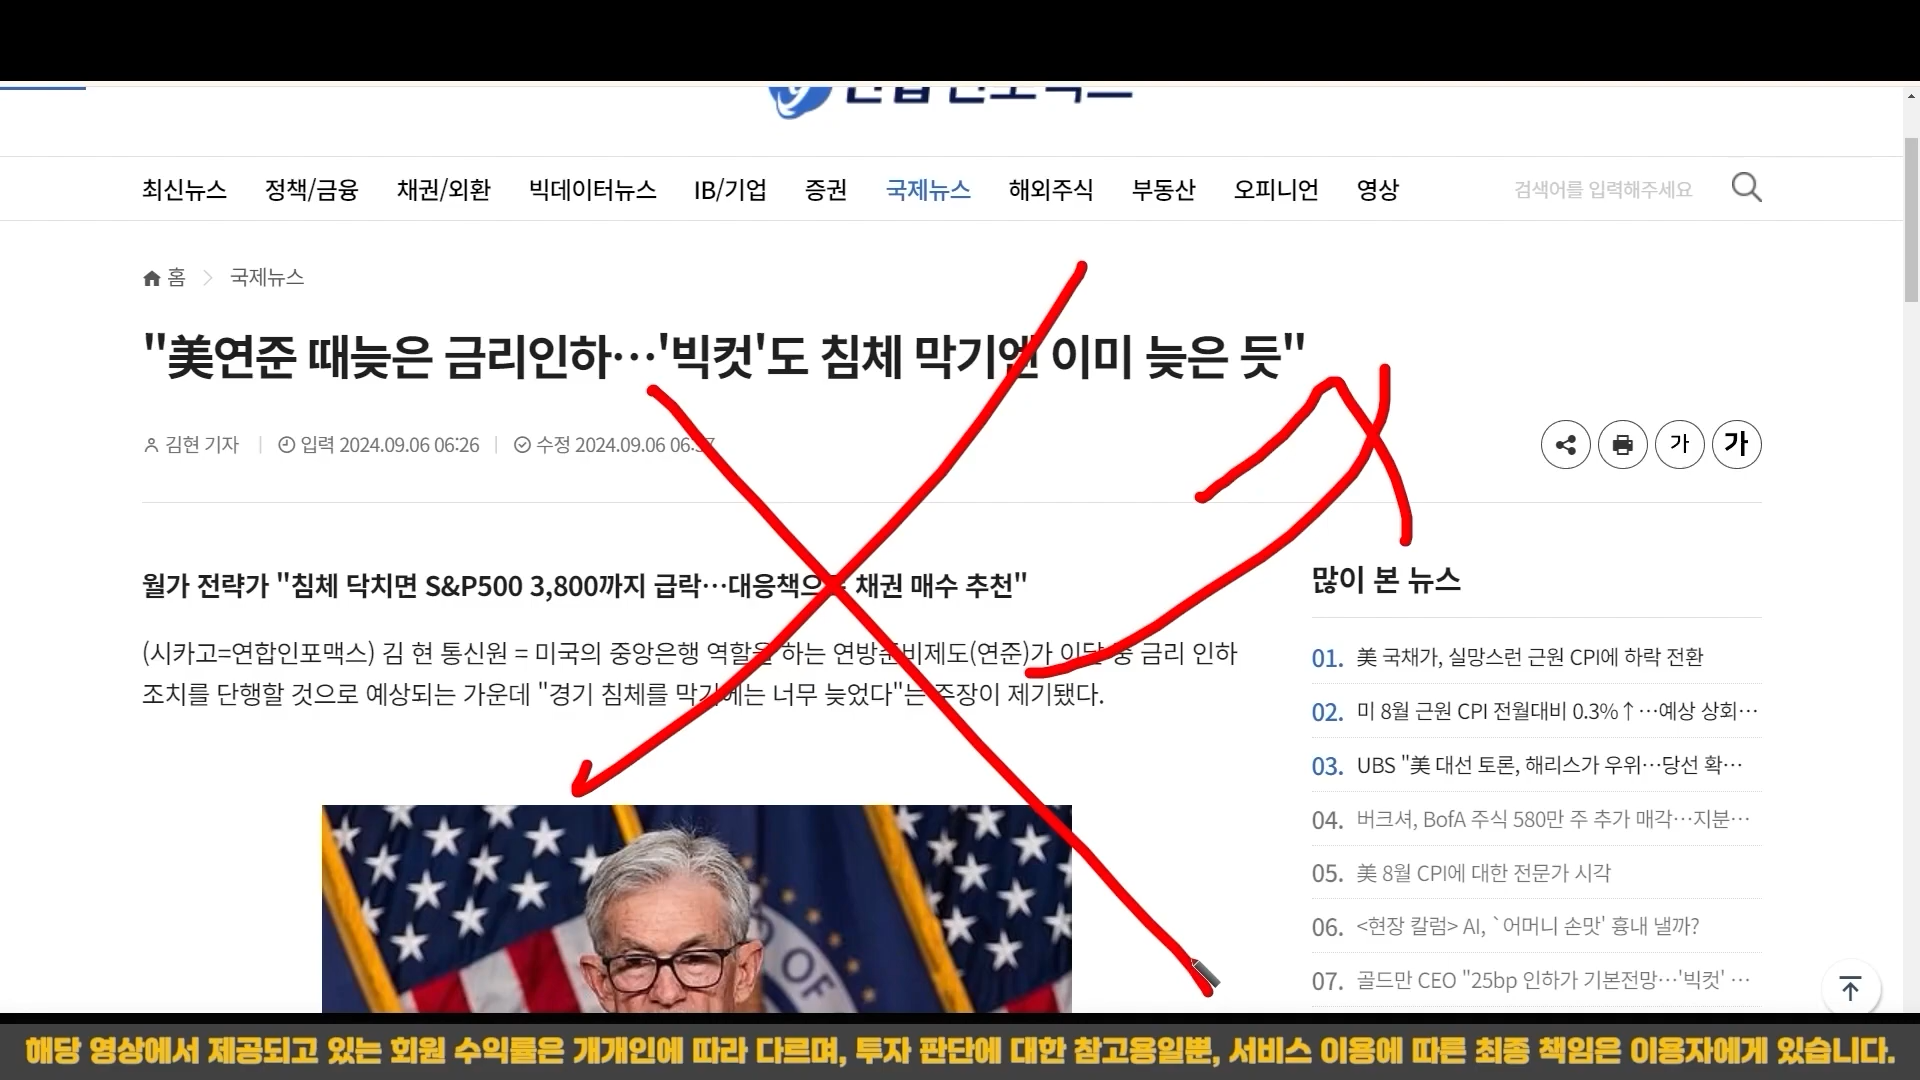 연합인포맥스
최신뉴스 정책/금융 채권/외환 빅데이터뉴스 IB/기업 증권 국제뉴스 해외주식 부동산 오피니언 영상 검색어를 입력해주세요
홈 > 국제뉴스
"美연준 때늦은 금리인하…'빅컷'도 침체 막기엔 이미 늦은 듯"
김현 기자 | 입력 2024.09.06 06:26 | 수정 2024.09.06
가 가
월가 전략가 "침체 닥치면 S&P500 3,800까지 급락…대응책으로 채권 매수 추천"
(시카고=연합인포맥스) 김 현 통신원 = 미국의 중앙은행 역할을 하는 연방준비제도(연준)가 이달 중 금리 인하
조치를 단행할 것으로 예상되는 가운데 "경기 침체를 막기에는 너무 늦었다"는 주장이 제기됐다.
OF
많이 본 뉴스
01. 美 국채가, 실망스런 근원 CPI에 하락 전환
02. 미 8월 근원 CPI 전월대비 0.3%↑…예상 상회…
03. UBS "美 대선 토론, 해리스가 우위…당선 확…
04. 버크셔, BofA 주식 580만 주 추가 매각…지분…
05. 美 8월 CPI에 대한 전문가 시각
06. <현장 칼럼> AI, `어머니 손맛' 흉내 낼까?
07. 골드만 CEO "25bp 인하가 기본전망…'빅컷' …
해당 영상에서 제공되고 있는 회원 수익률은 개개인에 따라 다르며, 투자 판단에 대한 참고용일뿐, 서비스 이용에 따른 최종 책임은 이용자에게 있습니다.